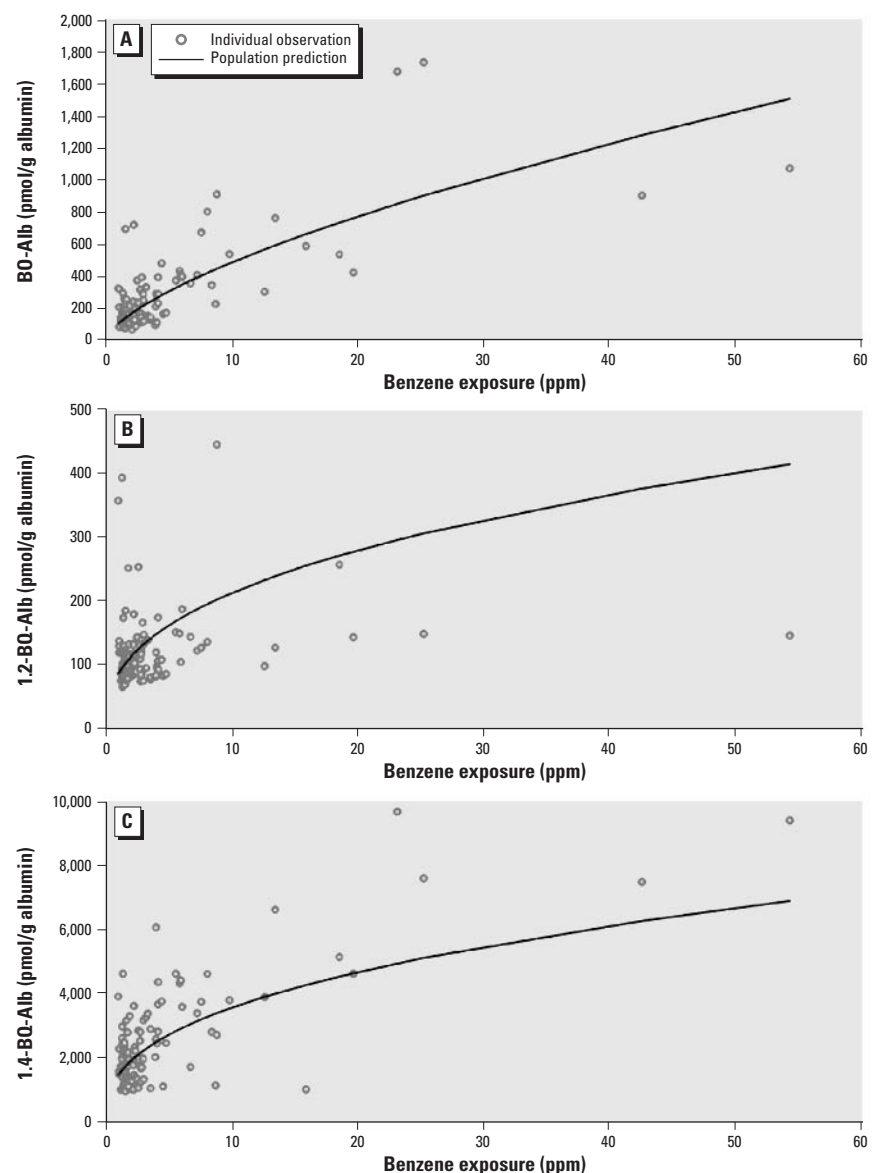 2,000
1,800
1,600
1,400
1,200
1,000
800
600
400
200
0
BO-Alb (pmol/g albumin)
A
Individual observation
Population prediction
0 10 20 30 40 50 60
Benzene exposure (ppm)
500
400
300
200
100
0
1.2-BQ-Alb (pmol/g albumin)
B
0 10 20 30 40 50 60
Benzene exposure (ppm)
10,000
8,000
6,000
4,000
2,000
0
1.4-BQ-Alb (pmol/g albumin)
C
0 10 20 30 40 50 60
Benzene exposure (ppm)